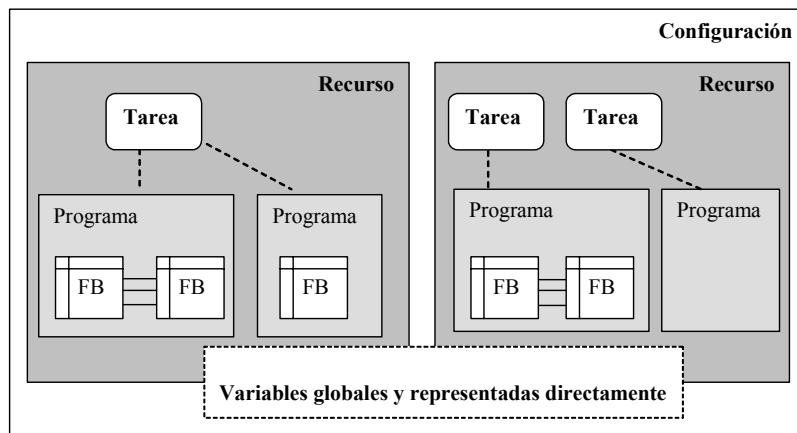 Configuración
Recurso
Recurso
Tarea
Tarea
Tarea
Programa
Programa
Programa
Programa
FB
FB
FB
FB
FB
Variables globales y representadas directamente